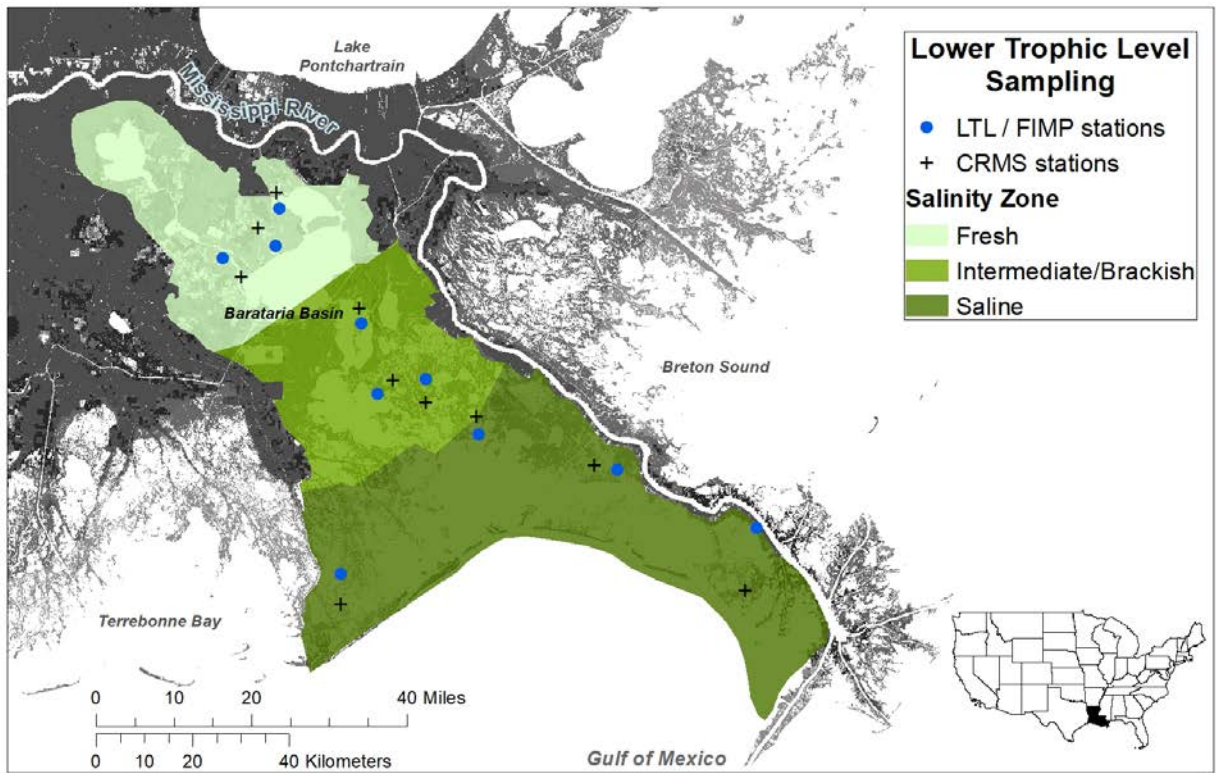 Lake
Pontchartrain
Mississippi River
Lower Trophic Level
Sampling
LTL / FIMP stations
CRMS stations
Salinity Zone
Fresh
Intermediate/Brackish
Saline
Barataria Basin
Breton Sound
Terrebonne Bay
0 10 20 40 Miles
0 10 20 40 Kilometers
Gulf of Mexico